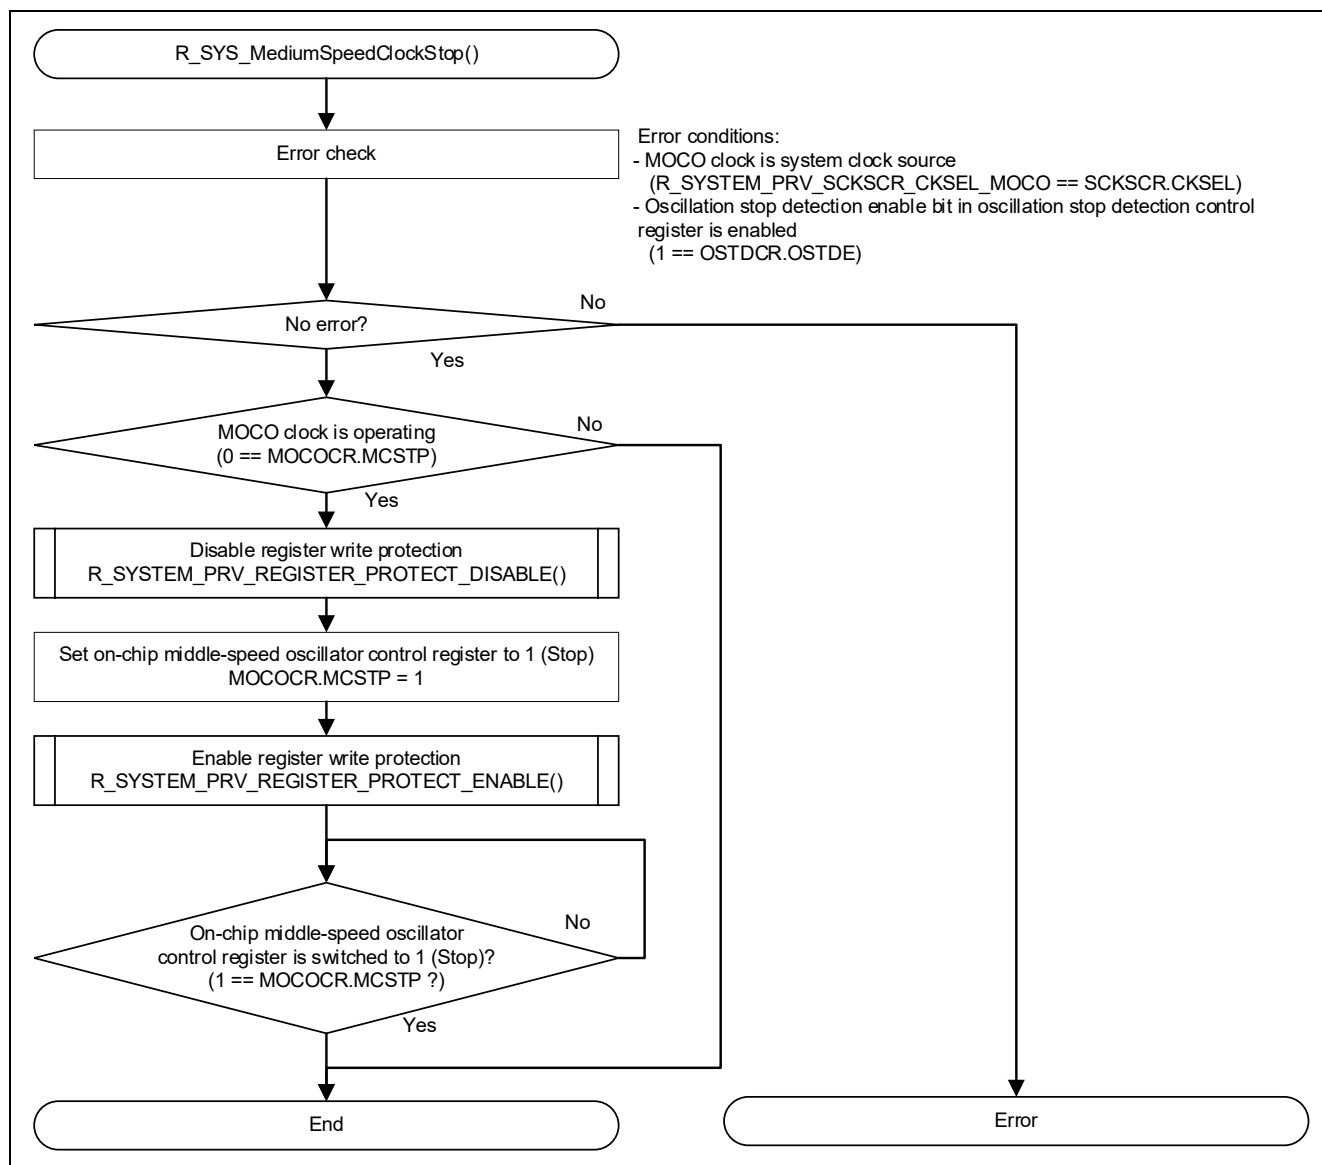 R_SYS_MediumSpeedClockStop()
Error check
Error conditions:
- MOCO clock is system clock source
(R_SYSTEM_PRV_SCKSCR_CKSEL_MOCO == SCKSCR.CKSEL)
- Oscillation stop detection enable bit in oscillation stop detection control
register is enabled
(1 == OSTDCR.OSTDE)
No error?
No
Yes
MOCO clock is operating
(0 == MOCOCR.MCSTP)
No
Yes
Disable register write protection
R_SYSTEM_PRV_REGISTER_PROTECT_DISABLE()
Set on-chip middle-speed oscillator control register to 1 (Stop)
MOCOCR.MCSTP = 1
Enable register write protection
R_SYSTEM_PRV_REGISTER_PROTECT_ENABLE()
On-chip middle-speed oscillator
control register is switched to 1 (Stop)?
(1 == MOCOCR.MCSTP ?)
No
Yes
End
Error